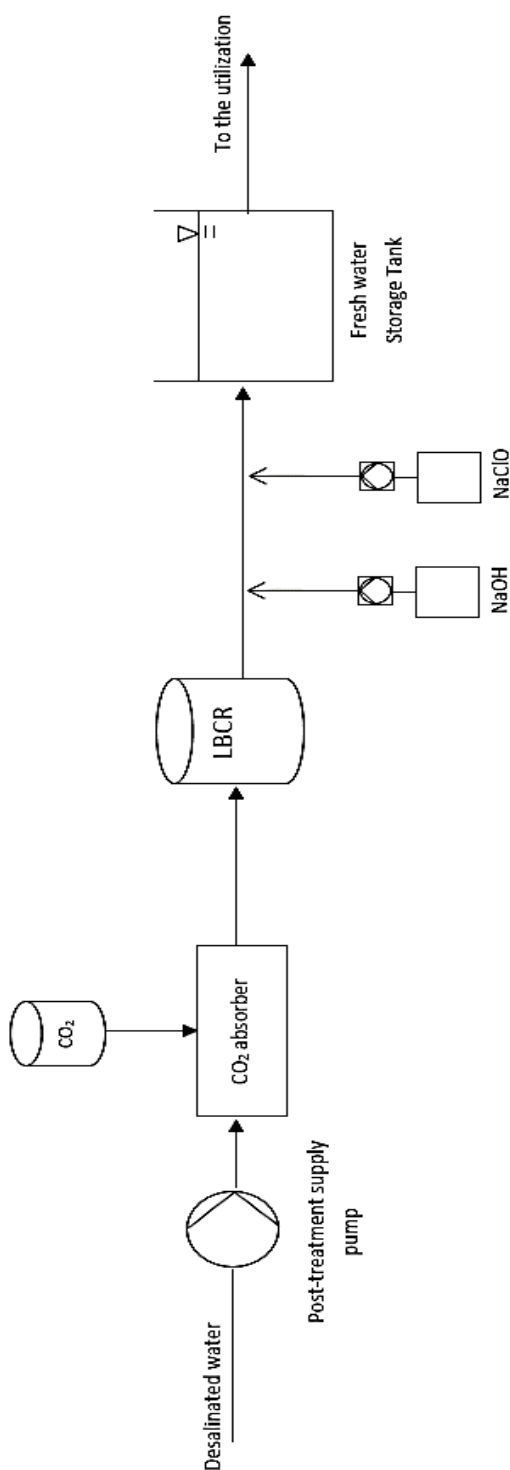 Desalinated water
Post-treatment supply
pump
CO₂
CO₂ absorber
LBCR
NaOH
NaClO
Fresh water
Storage Tank
To the utilization